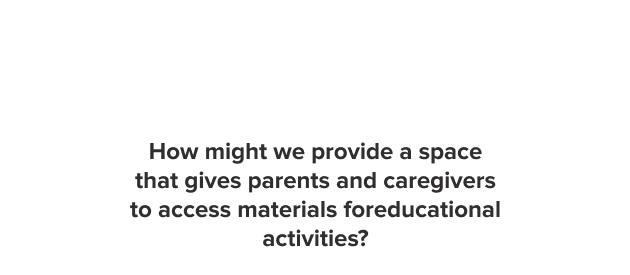 How might we provide a space
that gives parents and caregivers
to access materials foreducational
activities?